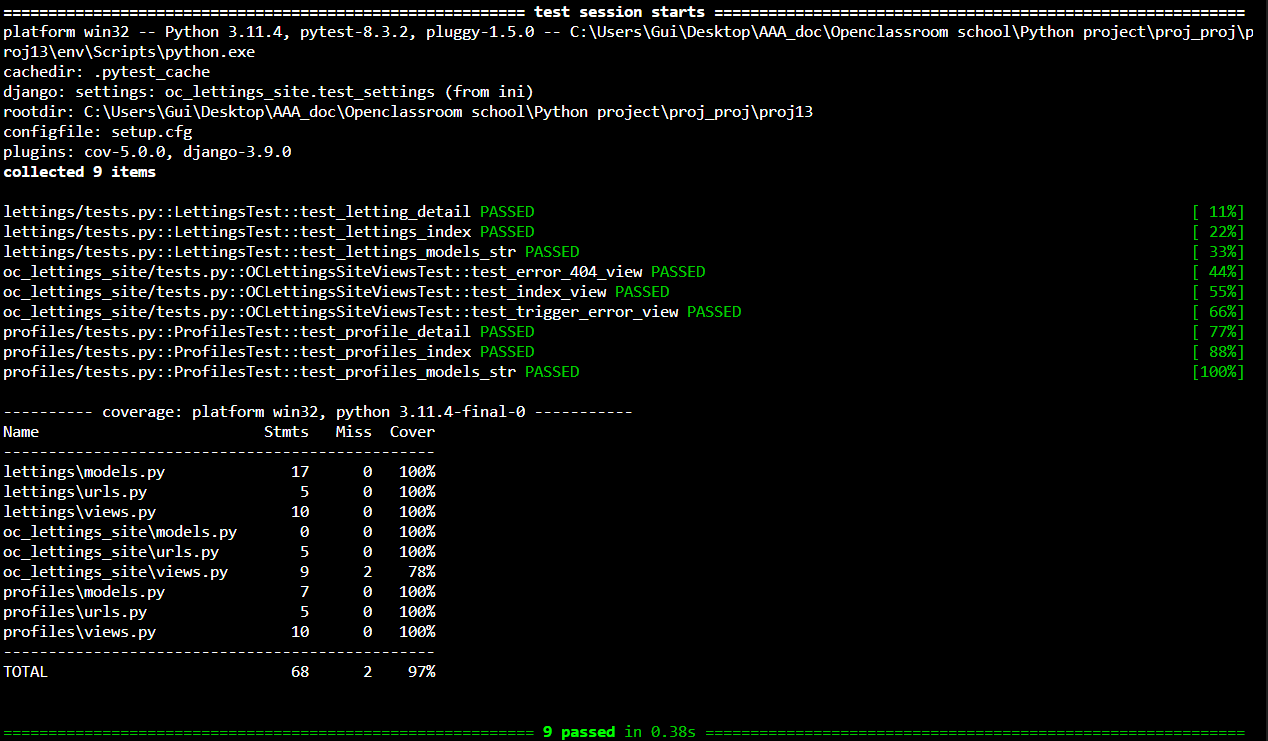 ========================================================== test session starts ===========================================================
platform win32 -- Python 3.11.4, pytest-8.3.2, pluggy-1.5.0 -- C:\Users\Gui\Desktop\AAA_doc\Openclassroom school\Python project\proj_proj\p
roj13\env\Scripts\python.exe
cachedir: .pytest_cache
django: settings: oc_lettings_site.test_settings (from ini)
rootdir: C:\Users\Gui\Desktop\AAA_doc\Openclassroom school\Python project\proj_proj\proj13
configfile: setup.cfg
plugins: cov-5.0.0, django-3.9.0
collected 9 items
lettings/tests.py::LettingsTest::test_letting_detail PASSED [ 11%]
lettings/tests.py::LettingsTest::test_lettings_index PASSED [ 22%]
lettings/tests.py::LettingsTest::test_lettings_models_str PASSED [ 33%]
oc_lettings_site/tests.py::OCLettingsSiteViewsTest::test_error_404_view PASSED [ 44%]
oc_lettings_site/tests.py::OCLettingsSiteViewsTest::test_index_view PASSED [ 55%]
oc_lettings_site/tests.py::OCLettingsSiteViewsTest::test_trigger_error_view PASSED [ 66%]
profiles/tests.py::ProfilesTest::test_profile_detail PASSED [ 77%]
profiles/tests.py::ProfilesTest::test_profiles_index PASSED [ 88%]
profiles/tests.py::ProfilesTest::test_profiles_models_str PASSED [100%]
---------- coverage: platform win32, python 3.11.4-final-0 -----------
Name Stmts Miss Cover
------------------------------------------------
lettings\models.py 17 0 100%
lettings\urls.py 5 0 100%
lettings\views.py 10 0 100%
oc_lettings_site\models.py 0 0 100%
oc_lettings_site\urls.py 5 0 100%
oc_lettings_site\views.py 9 2 78%
profiles\models.py 7 0 100%
profiles\urls.py 5 0 100%
profiles\views.py 10 0 100%
------------------------------------------------
TOTAL 68 2 97%
=========================================================== 9 passed in 0.38s ============================================================